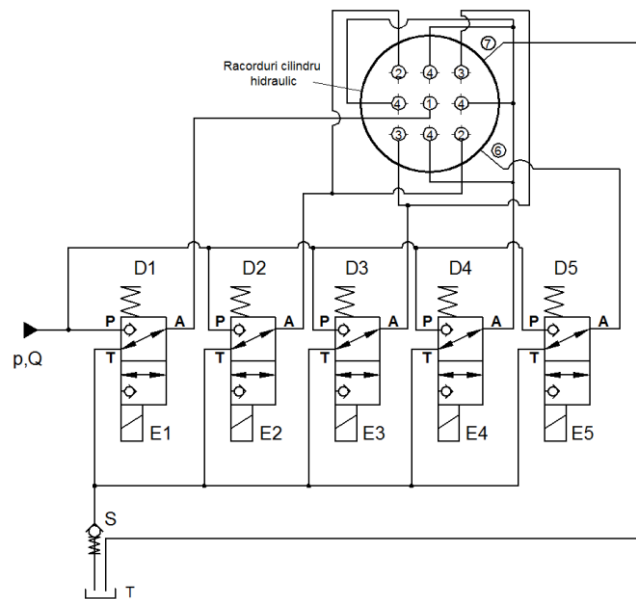 7
Racorduri cilindru
hidraulic
2 4 3
4 1 4
3 4 2
6
D1 D2 D3 D4 D5
P A P A P A P A P A
p,Q
T T T T T
E1 E2 E3 E4 E5
S
T